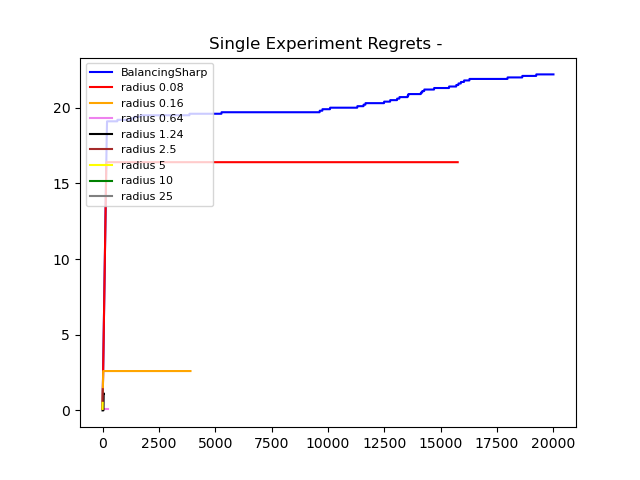 Single Experiment Regrets -
BalancingSharp
radius 0.08
radius 0.16
radius 0.64
radius 1.24
radius 2.5
radius 5
radius 10
radius 25
20
15
10
5
0
0 2500 5000 7500 10000 12500 15000 17500 20000